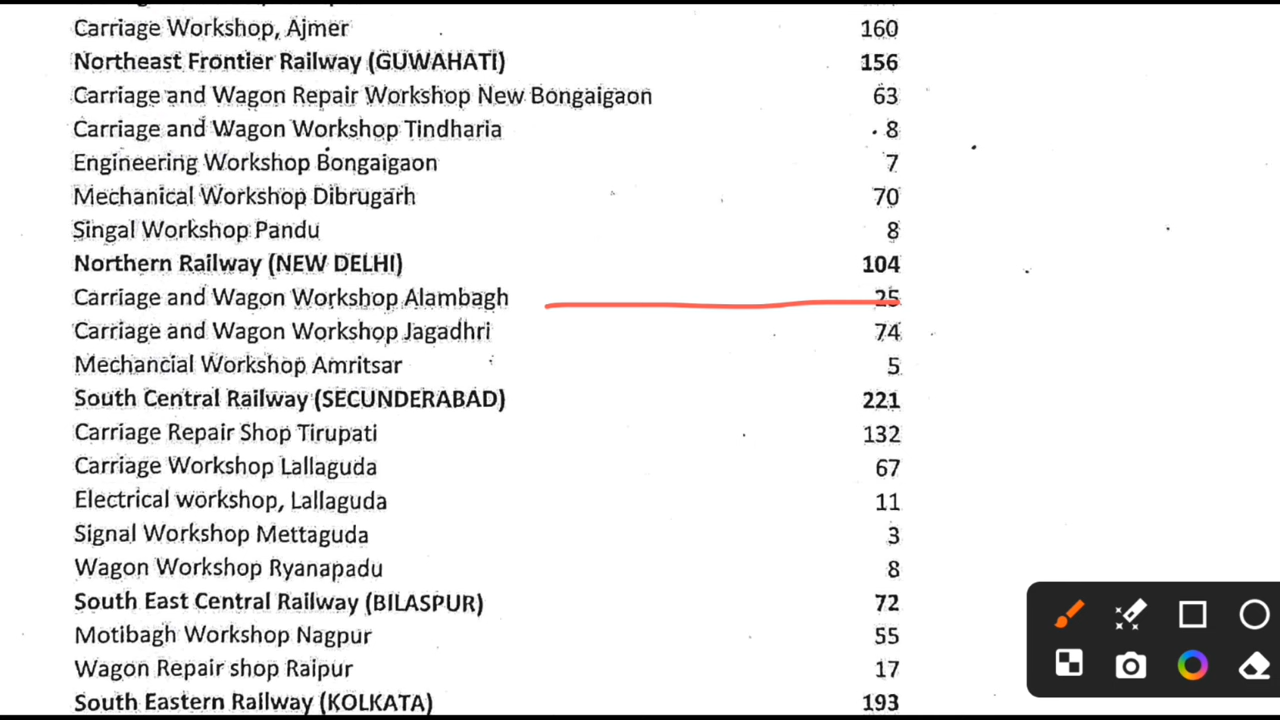 Carriage Workshop, Ajmer 160
Northeast Frontier Railway (GUWAHATI) 156
Carriage and Wagon Repair Workshop New Bongaigaon 63
Carriage and Wagon Workshop Tindharia 8
Engineering Workshop Bongaigaon 7
Mechanical Workshop Dibrugarh 70
Singal Workshop Pandu 8
Northern Railway (NEW DELHI) 104
Carriage and Wagon Workshop Alambagh 25
Carriage and Wagon Workshop Jagadhri 74
Mechancial Workshop Amritsar 5
South Central Railway (SECUNDERABAD) 221
Carriage Repair Shop Tirupati 132
Carriage Workshop Lallaguda 67
Electrical workshop, Lallaguda 11
Signal Workshop Mettaguda 3
Wagon Workshop Ryanapadu 8
South East Central Railway (BILASPUR) 72
Motibagh Workshop Nagpur 55
Wagon Repair shop Raipur 17
South Eastern Railway (KOLKATA) 193